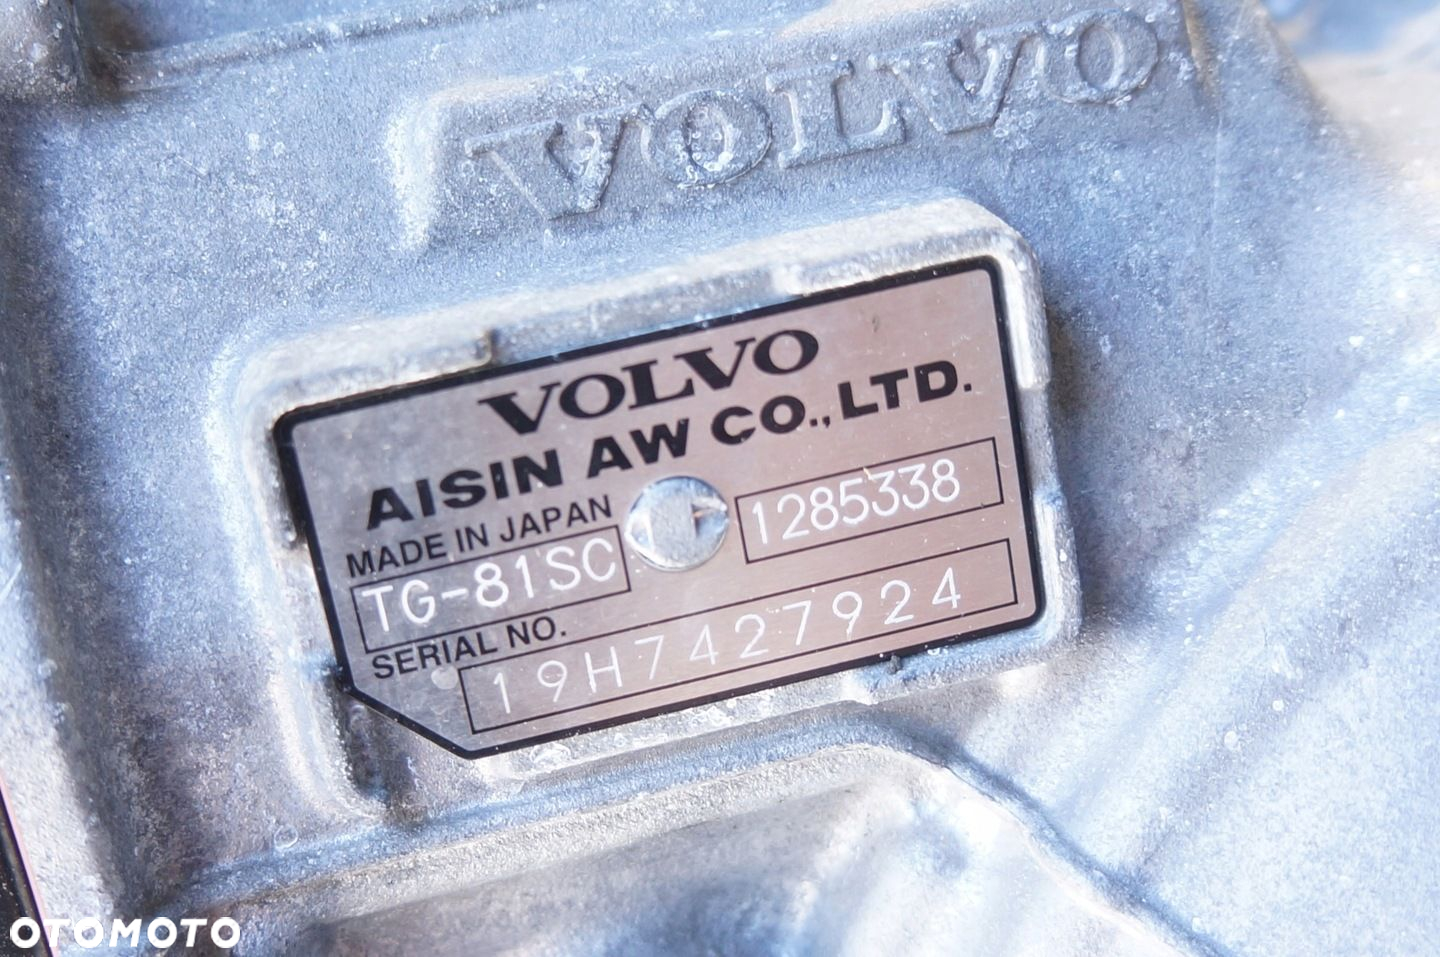 VOLVO
VOLVO
AISIN AW CO.,LTD.
MADE IN JAPAN
TG-81SC 1285338
SERIAL NO.
19H7427924
OTOMOTO